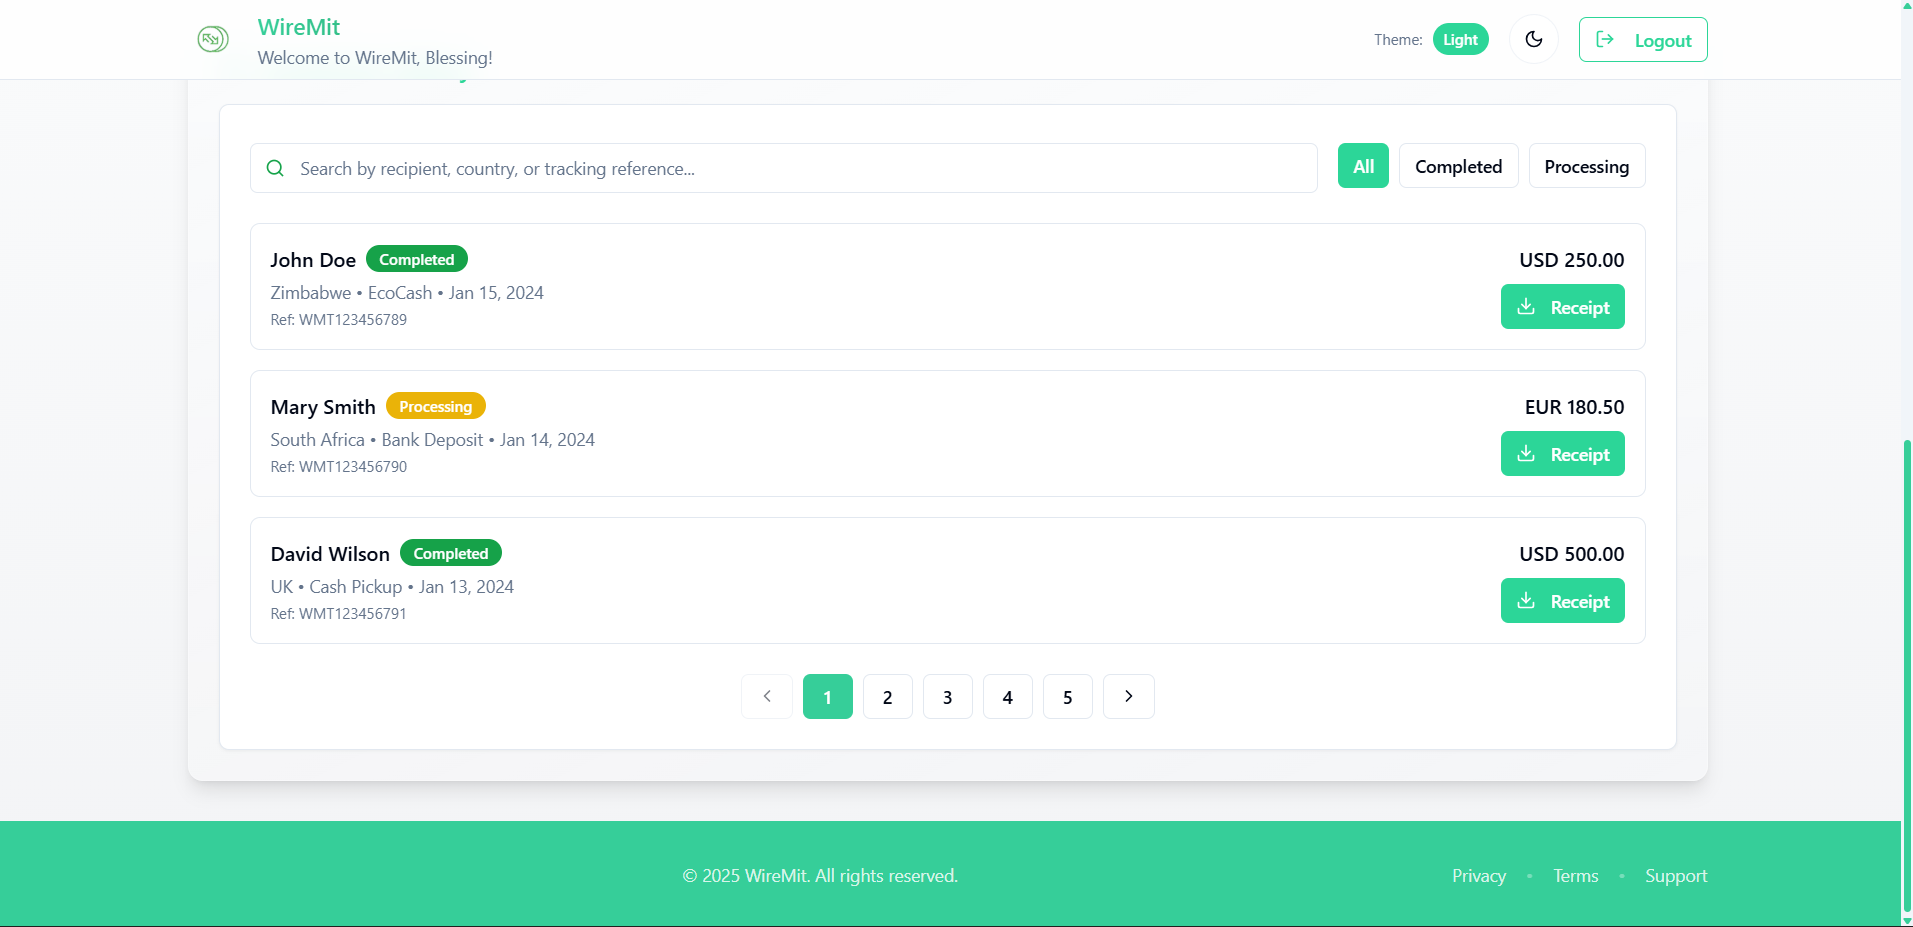 WireMit
Welcome to WireMit, Blessing!
Theme: Light
Logout
Search by recipient, country, or tracking reference...
All Completed Processing
John Doe Completed
USD 250.00
Zimbabwe • EcoCash • Jan 15, 2024
Ref: WMT123456789
Receipt
Mary Smith Processing
EUR 180.50
South Africa • Bank Deposit • Jan 14, 2024
Ref: WMT123456790
Receipt
David Wilson Completed
USD 500.00
UK • Cash Pickup • Jan 13, 2024
Ref: WMT123456791
Receipt
1 2 3 4 5
© 2025 WireMit. All rights reserved.
Privacy • Terms • Support